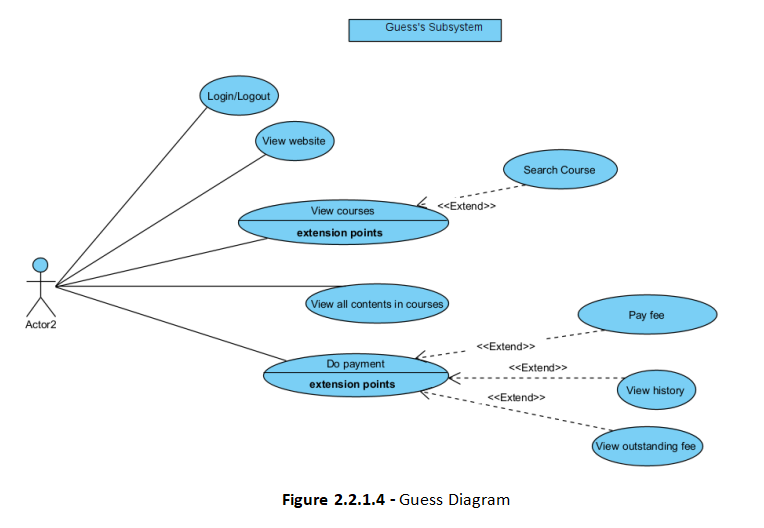 Guess's Subsystem
Login/Logout
View website
Search Course
<<Extend>>
View courses
extension points
View all contents in courses
Actor2
Pay fee
<<Extend>>
Do payment
extension points
<<Extend>>
View history
<<Extend>>
View outstanding fee
Figure 2.2.1.4 - Guess Diagram